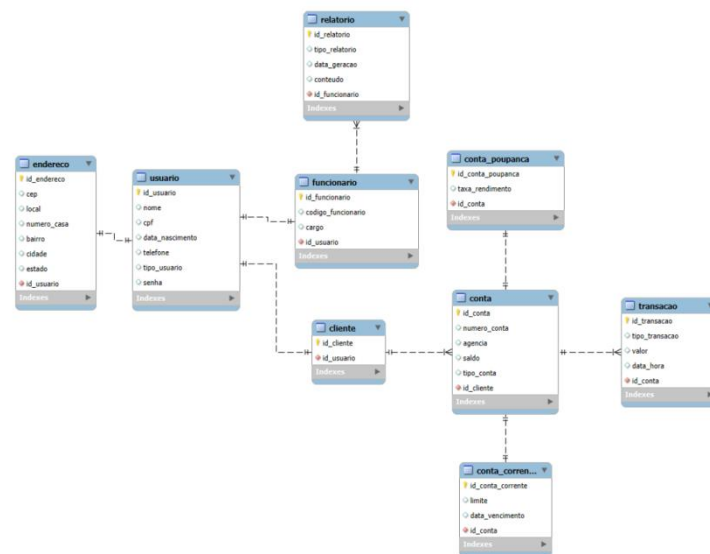 relatorio
id_relatorio
tipo_relatorio
data_geracao
conteudo
id_funcionario
Indexes
endereco
id_endereco
cep
local
numero_casa
bairro
cidade
estado
id_usuario
Indexes
usuario
id_usuario
nome
cpf
data_nascimento
telefone
tipo_usuario
senha
Indexes
funcionario
id_funcionario
codigo_funcionario
cargo
id_usuario
Indexes
conta_poupanca
id_conta_poupanca
taxa_rendimento
id_conta
Indexes
cliente
id_cliente
id_usuario
Indexes
conta
id_conta
numero_conta
agencia
saldo
tipo_conta
id_cliente
Indexes
transacao
id_transacao
tipo_transacao
valor
data_hora
id_conta
Indexes
conta_corren...
id_conta_corrente
limite
data_vencimento
id_conta
Indexes